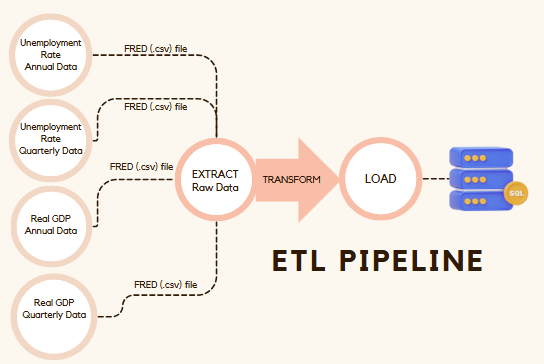 Unemployment
Rate
Annual Data
FRED (.csv) file
Unemployment
Rate
Quarterly Data
FRED (.csv) file
Real GDP
Annual Data
FRED (.csv) file
Real GDP
Quarterly Data
FRED (.csv) file
EXTRACT
Raw Data
TRANSFORM
LOAD
SQL
ETL PIPELINE